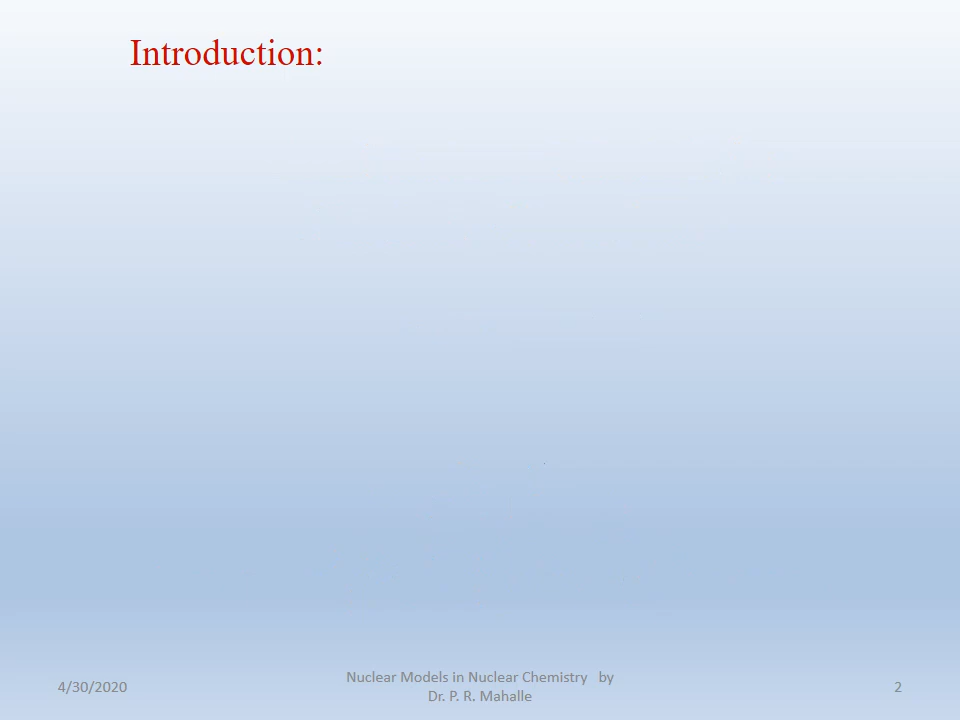 Introduction:
4/30/2020
Nuclear Models in Nuclear Chemistry by
Dr. P. R. Mahalle
2